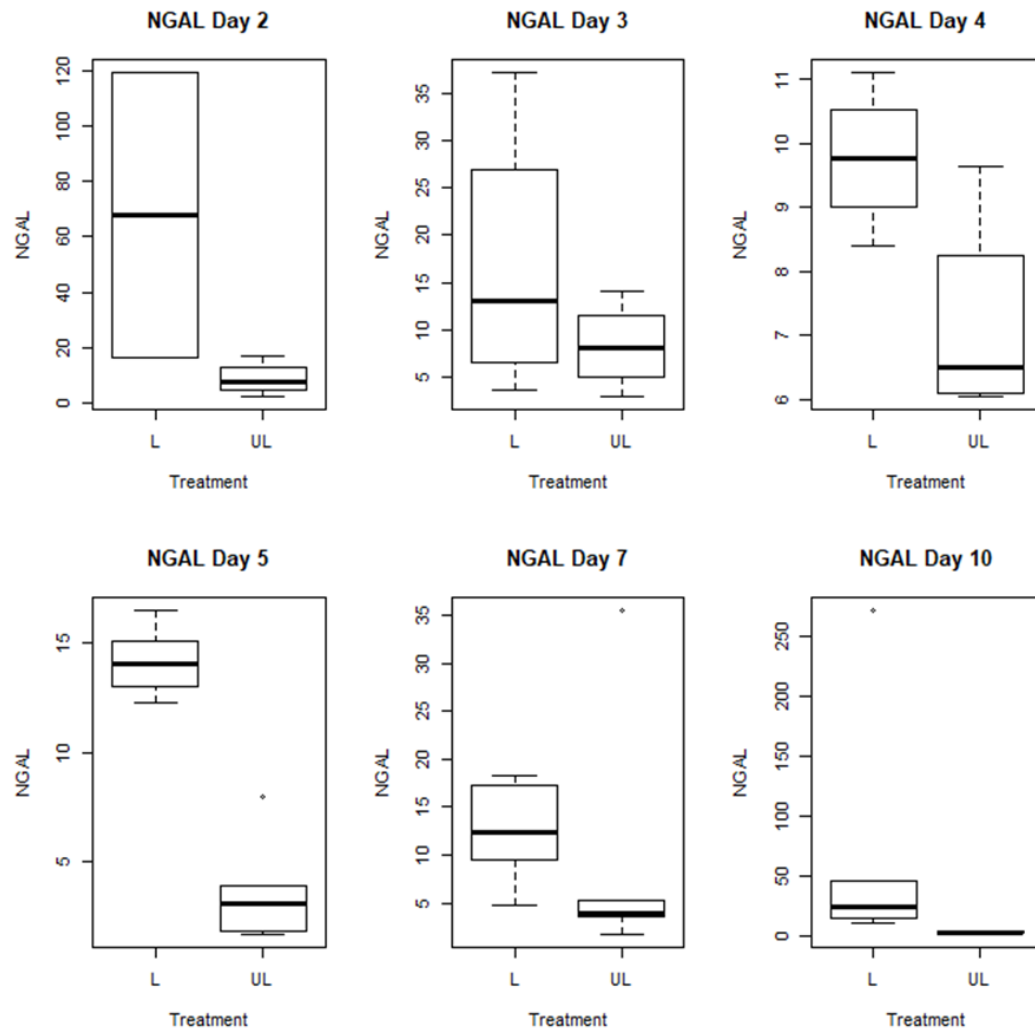 NGAL Day 2
NGAL Day 3
NGAL Day 4
120
100
80
60
40
20
0
NGAL
L
UL
Treatment
35
30
25
20
15
10
5
NGAL
L
UL
Treatment
11
10
9
8
7
6
NGAL
L
UL
Treatment
NGAL Day 5
NGAL Day 7
NGAL Day 10
15
10
5
NGAL
L
UL
Treatment
35
30
25
20
15
10
5
NGAL
L
UL
Treatment
250
200
150
100
50
0
NGAL
L
UL
Treatment